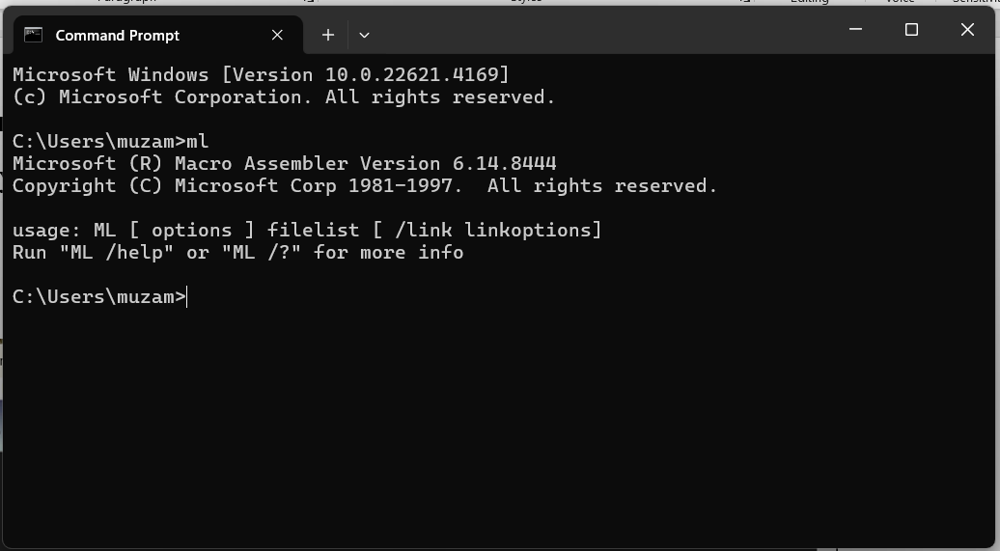 Command Prompt
Microsoft Windows [Version 10.0.22621.4169]
(c) Microsoft Corporation. All rights reserved.
C:\Users\muzam>ml
Microsoft (R) Macro Assembler Version 6.14.8444
Copyright (C) Microsoft Corp 1981-1997.  All rights reserved.
usage: ML [ options ] filelist [ /link linkoptions]
Run "ML /help" or "ML /?" for more info
C:\Users\muzam>